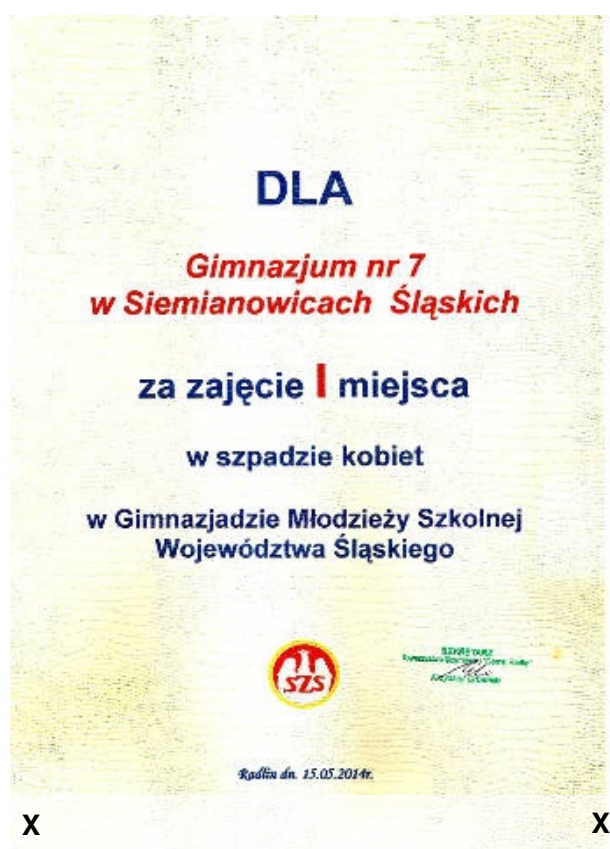 DLA
Gimnazjum nr 7
w Siemianowicach Śląskich
za zajęcie I miejsca
w szpadzie kobiet
w Gimnazjadzie Młodzieży Szkolnej
Województwa Śląskiego
SZS
SEKRETARZ
Radlin dn. 15.05.2014r.
X X